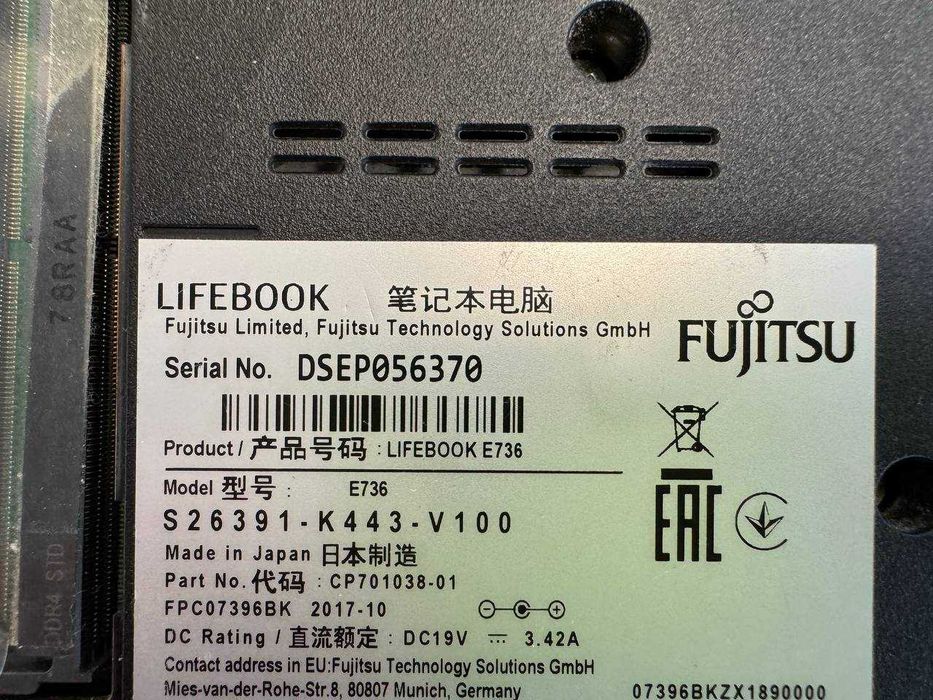 78RAA
DDR4 STD
LIFEBOOK 笔记本电脑
Fujitsu Limited, Fujitsu Technology Solutions GmbH
FUJITSU
Serial No. DSEP056370
Product / 产品号码 : LIFEBOOK E736
Model 型号 : E736
S26391-K443-V100
EAC
Made in Japan 日本制造
Part No. 代码 : CP701038-01
FPC07396BK 2017-10
DC Rating / 直流额定 : DC19V ⎓ 3.42A
Contact address in EU:Fujitsu Technology Solutions GmbH
Mies-van-der-Rohe-Str.8, 80807 Munich, Germany
07396BKZX1890000